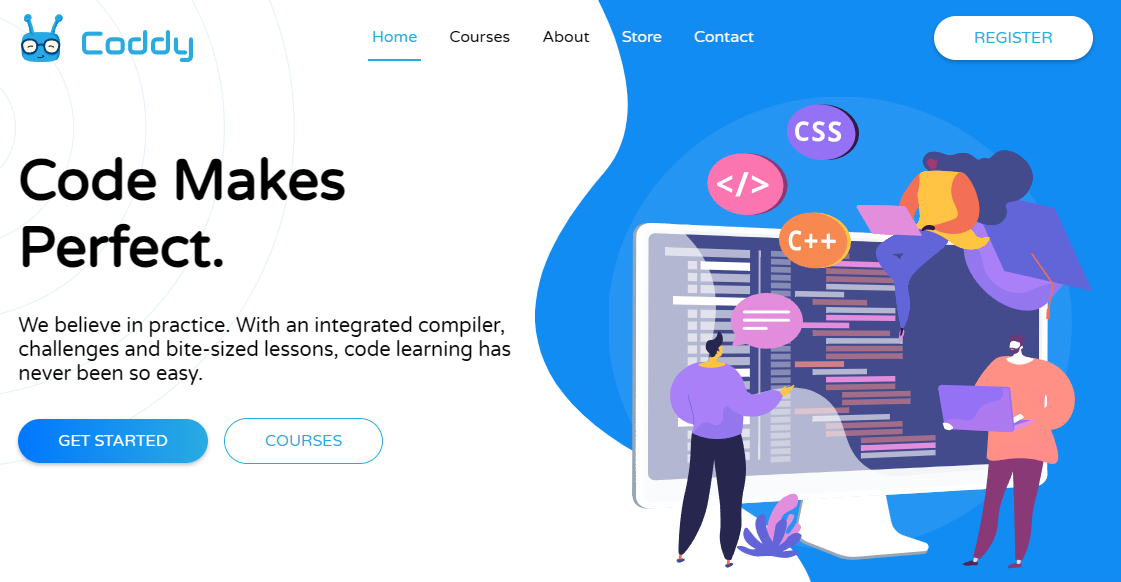 Coddy
Home Courses About Store Contact
REGISTER
CSS
</>
C++
Code Makes
Perfect.
We believe in practice. With an integrated compiler,
challenges and bite-sized lessons, code learning has
never been so easy.
GET STARTED COURSES